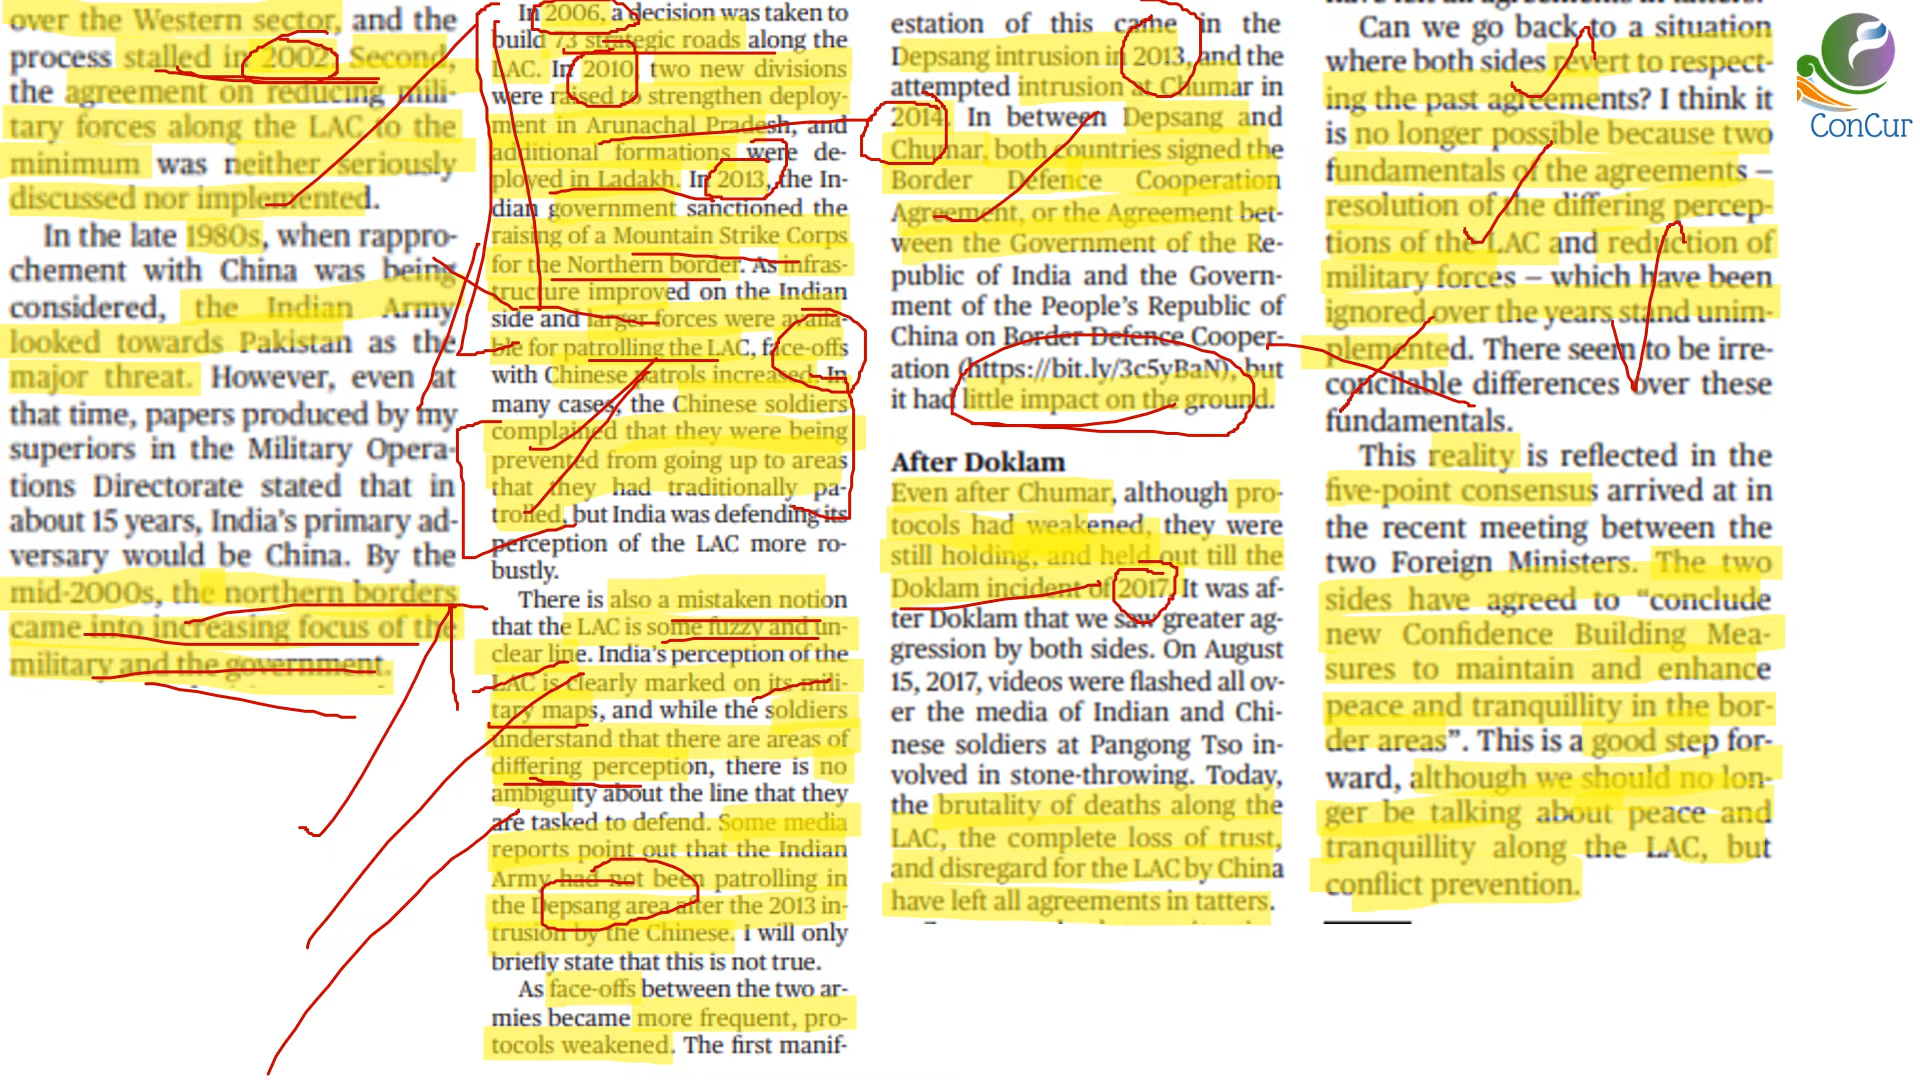 over the Western sector, and the
process stalled in 2002. Second,
the agreement on reducing mili-
tary forces along the LAC to the
minimum was neither seriously
discussed nor implemented.
In the late 1980s, when rappro-
chement with China was being
considered, the Indian Army
looked towards Pakistan as the
major threat. However, even at
that time, papers produced by my
superiors in the Military Opera-
tions Directorate stated that in
about 15 years, India's primary ad-
versary would be China. By the
mid-2000s, the northern borders
came into increasing focus of the
military and the government.
In 2006, a decision was taken to
build 73 strategic roads along the
LAC. In 2010, two new divisions
were raised to strengthen deploy-
ment in Arunachal Pradesh, and
additional formations were de-
ployed in Ladakh. In 2013, the In-
dian government sanctioned the
raising of a Mountain Strike Corps
for the Northern border. As infras-
tructure improved on the Indian
side and larger forces were availa-
ble for patrolling the LAC, face-offs
with Chinese patrols increased. In
many cases, the Chinese soldiers
complained that they were being
prevented from going up to areas
that they had traditionally pa-
trolled, but India was defending its
perception of the LAC more ro-
bustly.
There is also a mistaken notion
that the LAC is some fuzzy and un-
clear line. India's perception of the
LAC is clearly marked on its mili-
tary maps, and while the soldiers
understand that there are areas of
differing perception, there is no
ambiguity about the line that they
are tasked to defend. Some media
reports point out that the Indian
Army had not been patrolling in
the Depsang area after the 2013 in-
trusion by the Chinese. I will only
briefly state that this is not true.
As face-offs between the two ar-
mies became more frequent, pro-
tocols weakened. The first manif-
estation of this came in the
Depsang intrusion in 2013, and the
attempted intrusion at Chumar in
2014. In between Depsang and
Chumar, both countries signed the
Border Defence Cooperation
Agreement, or the Agreement bet-
ween the Government of the Re-
public of India and the Govern-
ment of the People's Republic of
China on Border Defence Cooper-
ation (https://bit.ly/3c5yBaN), but
it had little impact on the ground.
After Doklam
Even after Chumar, although pro-
tocols had weakened, they were
still holding, and held out till the
Doklam incident of 2017. It was af-
ter Doklam that we saw greater ag-
gression by both sides. On August
15, 2017, videos were flashed all ov-
er the media of Indian and Chi-
nese soldiers at Pangong Tso in-
volved in stone-throwing. Today,
the brutality of deaths along the
LAC, the complete loss of trust,
and disregard for the LAC by China
have left all agreements in tatters.
Can we go back to a situation
where both sides revert to respect-
ing the past agreements? I think it
is no longer possible because two
fundamentals of the agreements –
resolution of the differing percep-
tions of the LAC and reduction of
military forces – which have been
ignored over the years stand unim-
plemented. There seem to be irre-
concilable differences over these
fundamentals.
This reality is reflected in the
five-point consensus arrived at in
the recent meeting between the
two Foreign Ministers. The two
sides have agreed to “conclude
new Confidence Building Mea-
sures to maintain and enhance
peace and tranquillity in the bor-
der areas”. This is a good step for-
ward, although we should no lon-
ger be talking about peace and
tranquillity along the LAC, but
conflict prevention.
ConCur